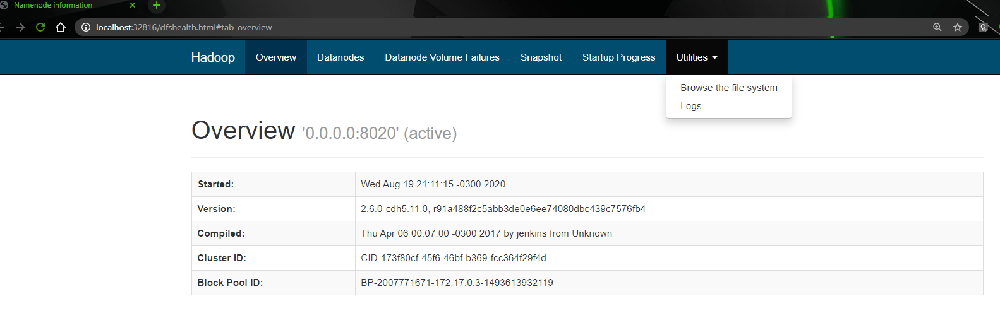 Namenode information
localhost:32816/dfshealth.html#tab-overview
Hadoop Overview Datanodes Datanode Volume Failures Snapshot Startup Progress Utilities
Browse the file system
Logs
Overview '0.0.0.0:8020' (active)
Started: Wed Aug 19 21:11:15 -0300 2020
Version: 2.6.0-cdh5.11.0, r91a488f2c5abb3de0e6ee74080dbc439c7576fb4
Compiled: Thu Apr 06 00:07:00 -0300 2017 by jenkins from Unknown
Cluster ID: CID-173f80cf-45f6-46bf-b369-fcc364f29f4d
Block Pool ID: BP-2007771671-172.17.0.3-1493613932119